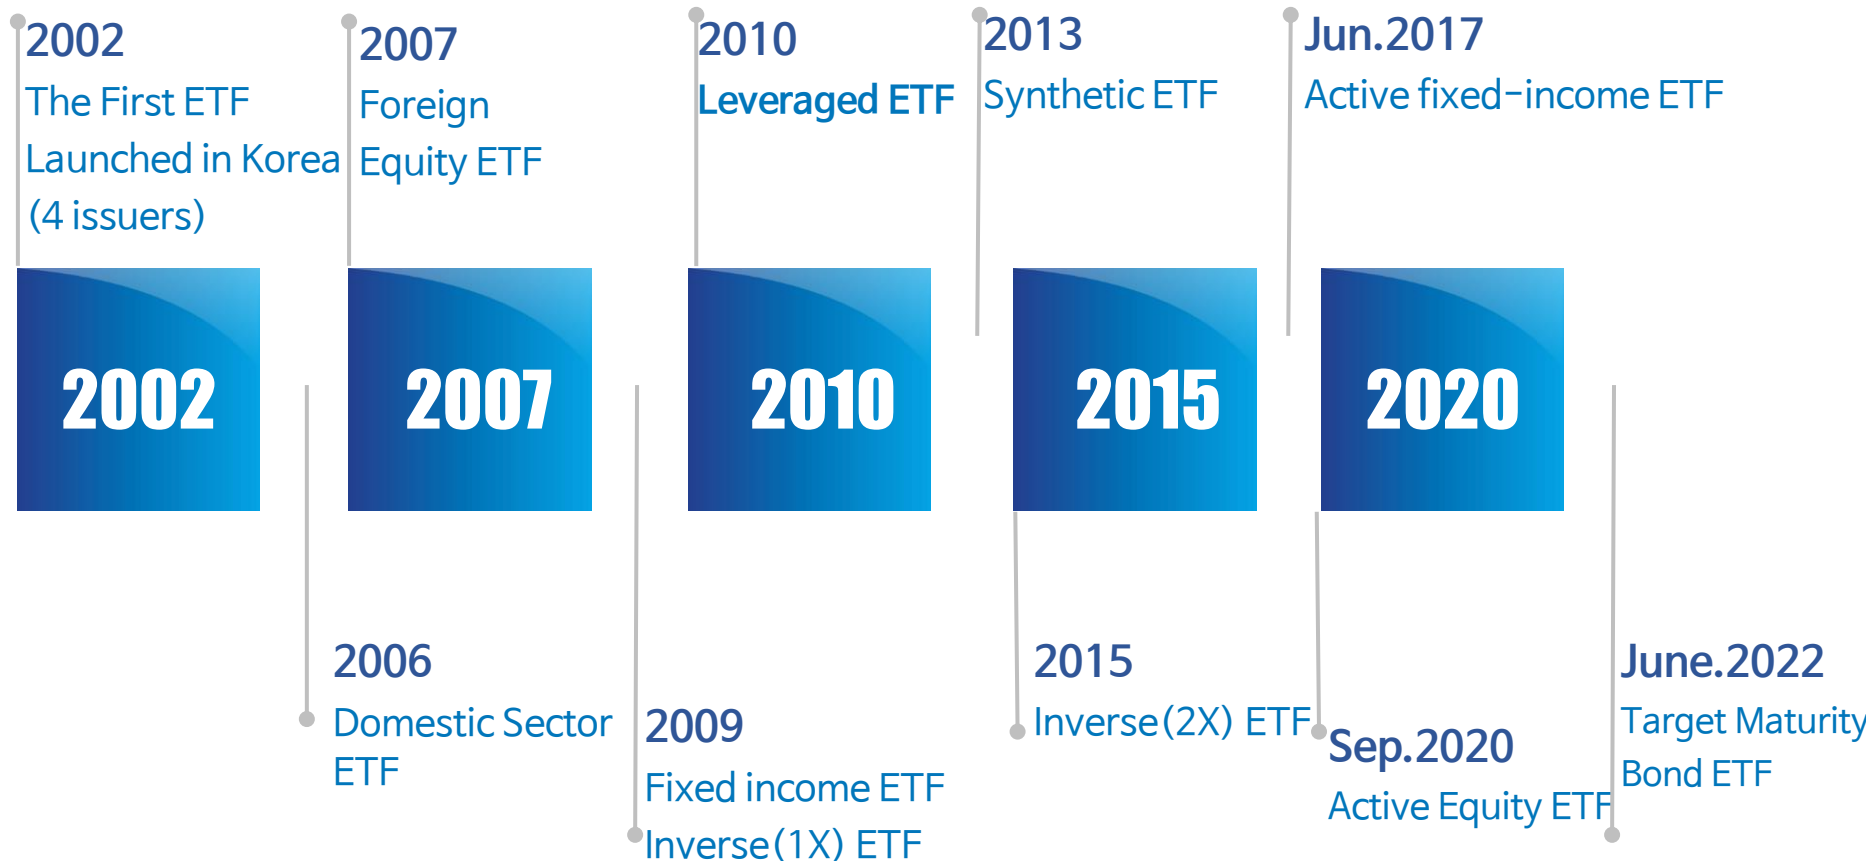 2002
The First ETF
Launched in Korea
(4 issuers)
2007
Foreign
Equity ETF
2010
Leveraged ETF
2013
Synthetic ETF
Jun.2017
Active fixed-income ETF
2002
2007
2010
2015
2020
2006
Domestic Sector
ETF
2009
Fixed income ETF
Inverse(1X) ETF
2015
Inverse(2X) ETF
Sep.2020
Active Equity ETF
June.2022
Target Maturity
Bond ETF